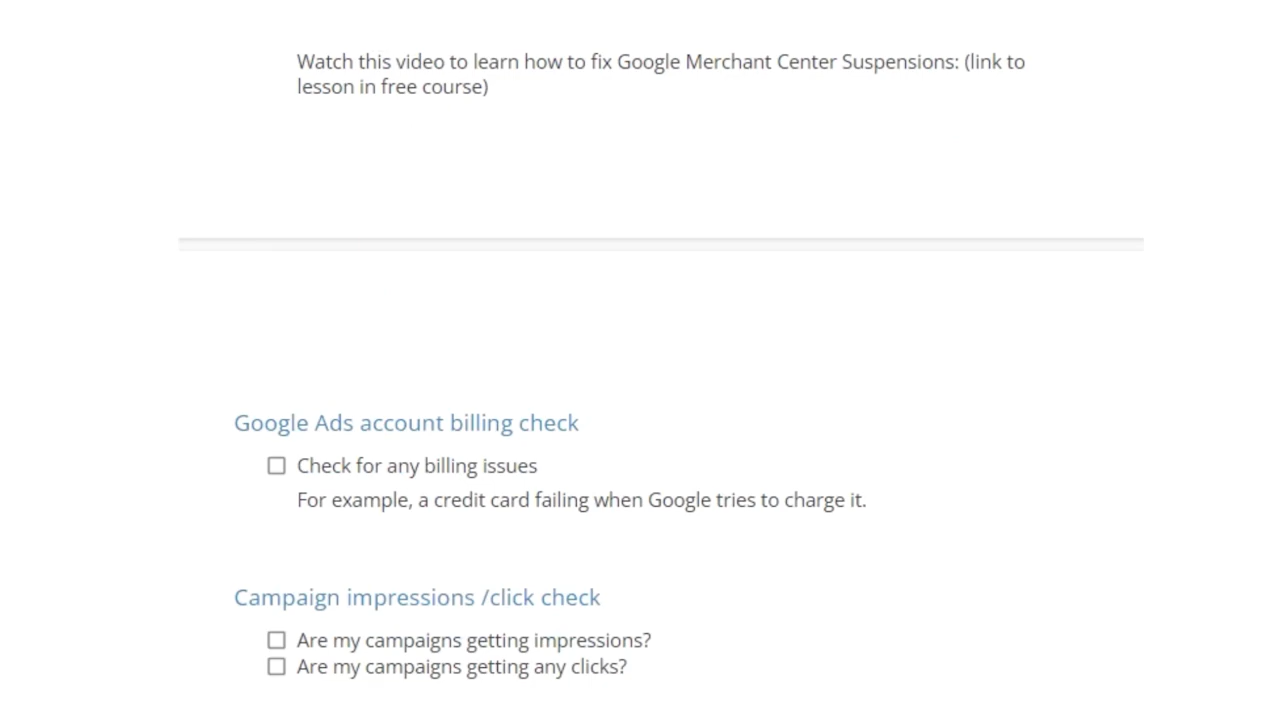 Watch this video to learn how to fix Google Merchant Center Suspensions: (link to
lesson in free course)
Google Ads account billing check
Check for any billing issues
For example, a credit card failing when Google tries to charge it.
Campaign impressions /click check
Are my campaigns getting impressions?
Are my campaigns getting any clicks?